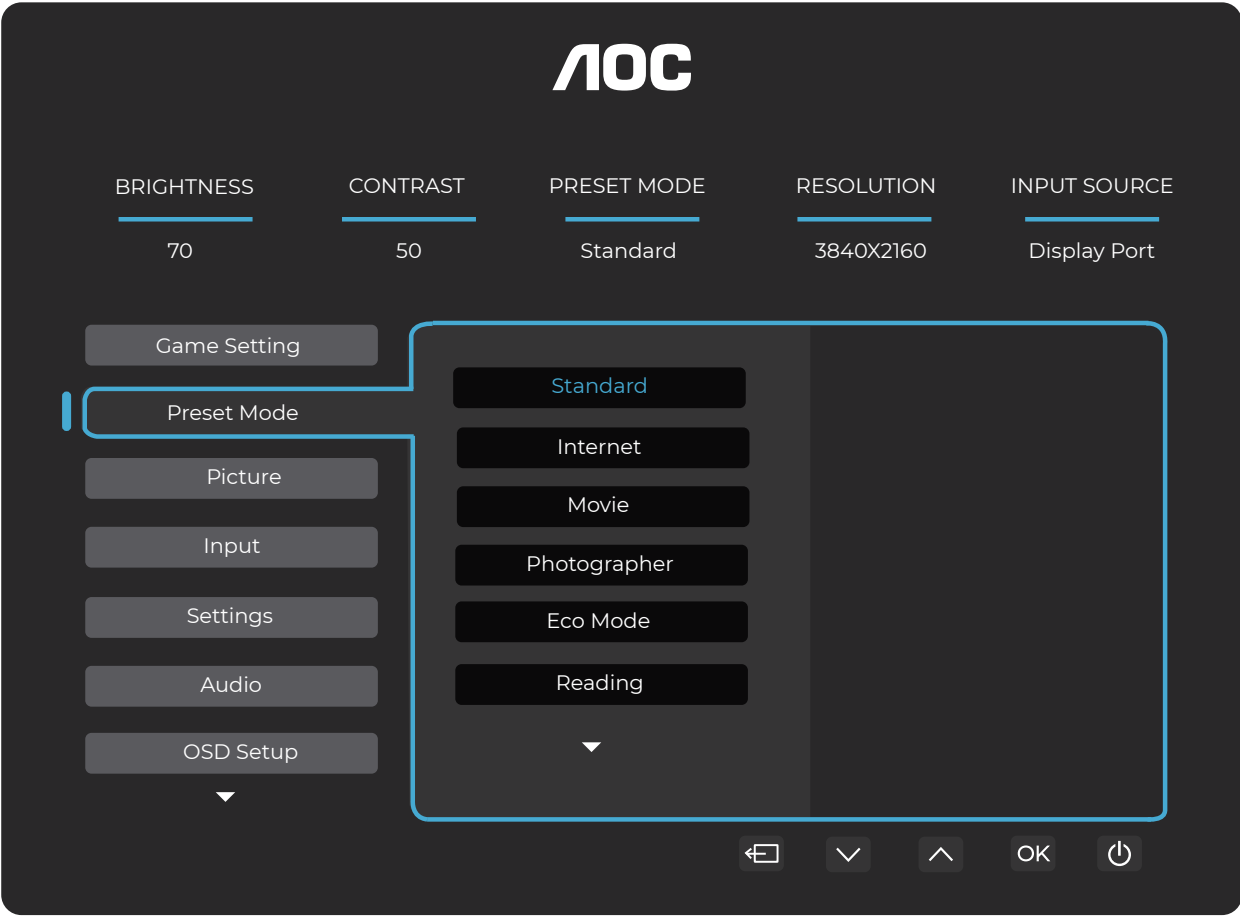 AOC
BRIGHTNESS CONTRAST PRESET MODE RESOLUTION INPUT SOURCE
70 50 Standard 3840X2160 Display Port
Game Setting
Preset Mode
Picture
Input
Settings
Audio
OSD Setup
Standard
Internet
Movie
Photographer
Eco Mode
Reading
OK